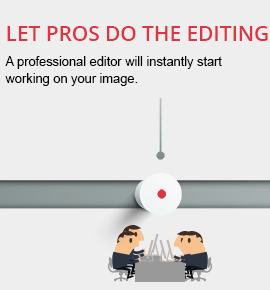 LET PROS DO THE EDITING
A professional editor will instantly start
working on your image.